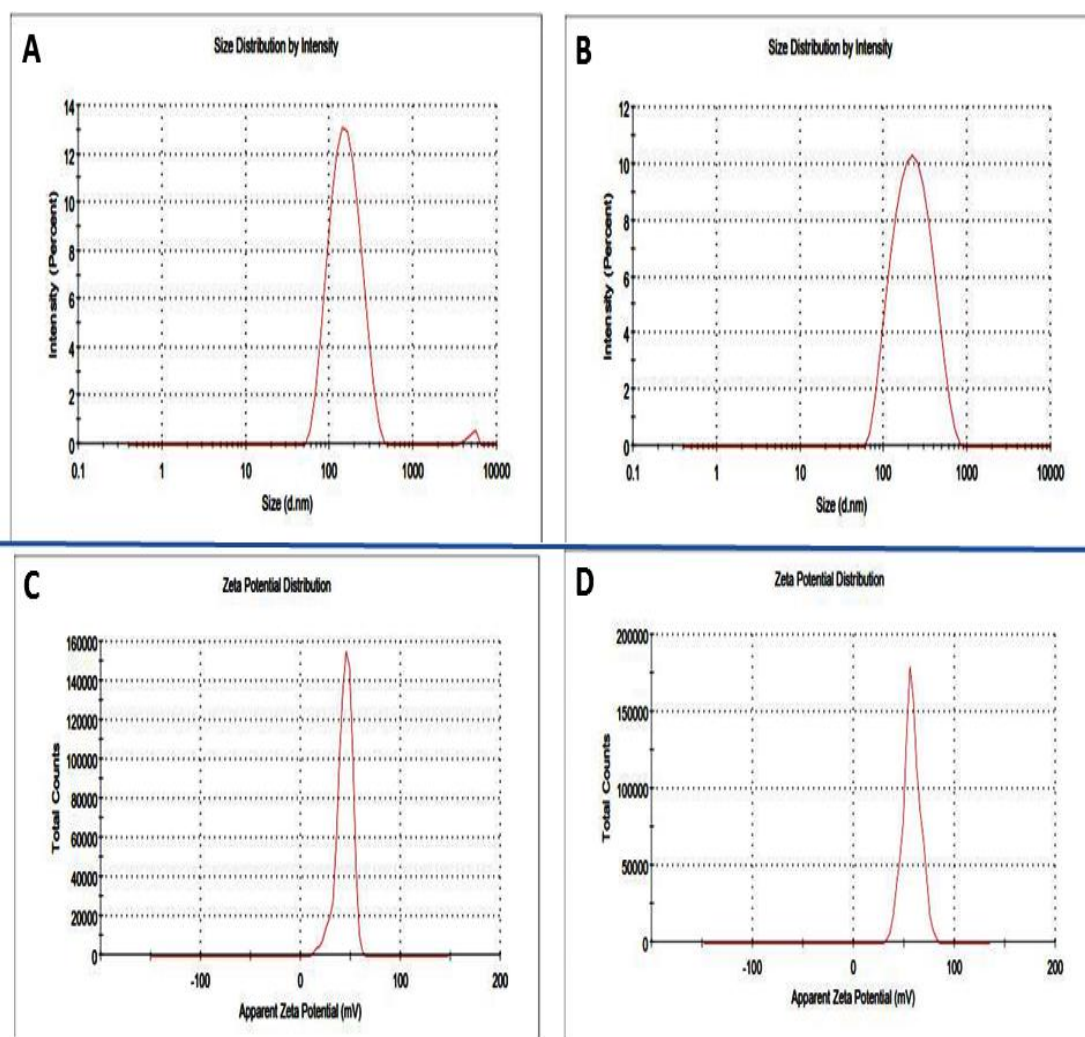 A
Size Distribution by Intensity
14
12
10
8
6
4
2
0
Intensity (Percent)
0.1 1 10 100 1000 10000
Size (d.nm)
B
Size Distribution by Intensity
12
10
8
6
4
2
0
Intensity (Percent)
0.1 1 10 100 1000 10000
Size (d.nm)
C
Zeta Potential Distribution
160000
140000
120000
100000
80000
60000
40000
20000
0
Total Counts
-100 0 100 200
Apparent Zeta Potential (mV)
D
Zeta Potential Distribution
200000
150000
100000
50000
0
Total Counts
-100 0 100 200
Apparent Zeta Potential (mV)